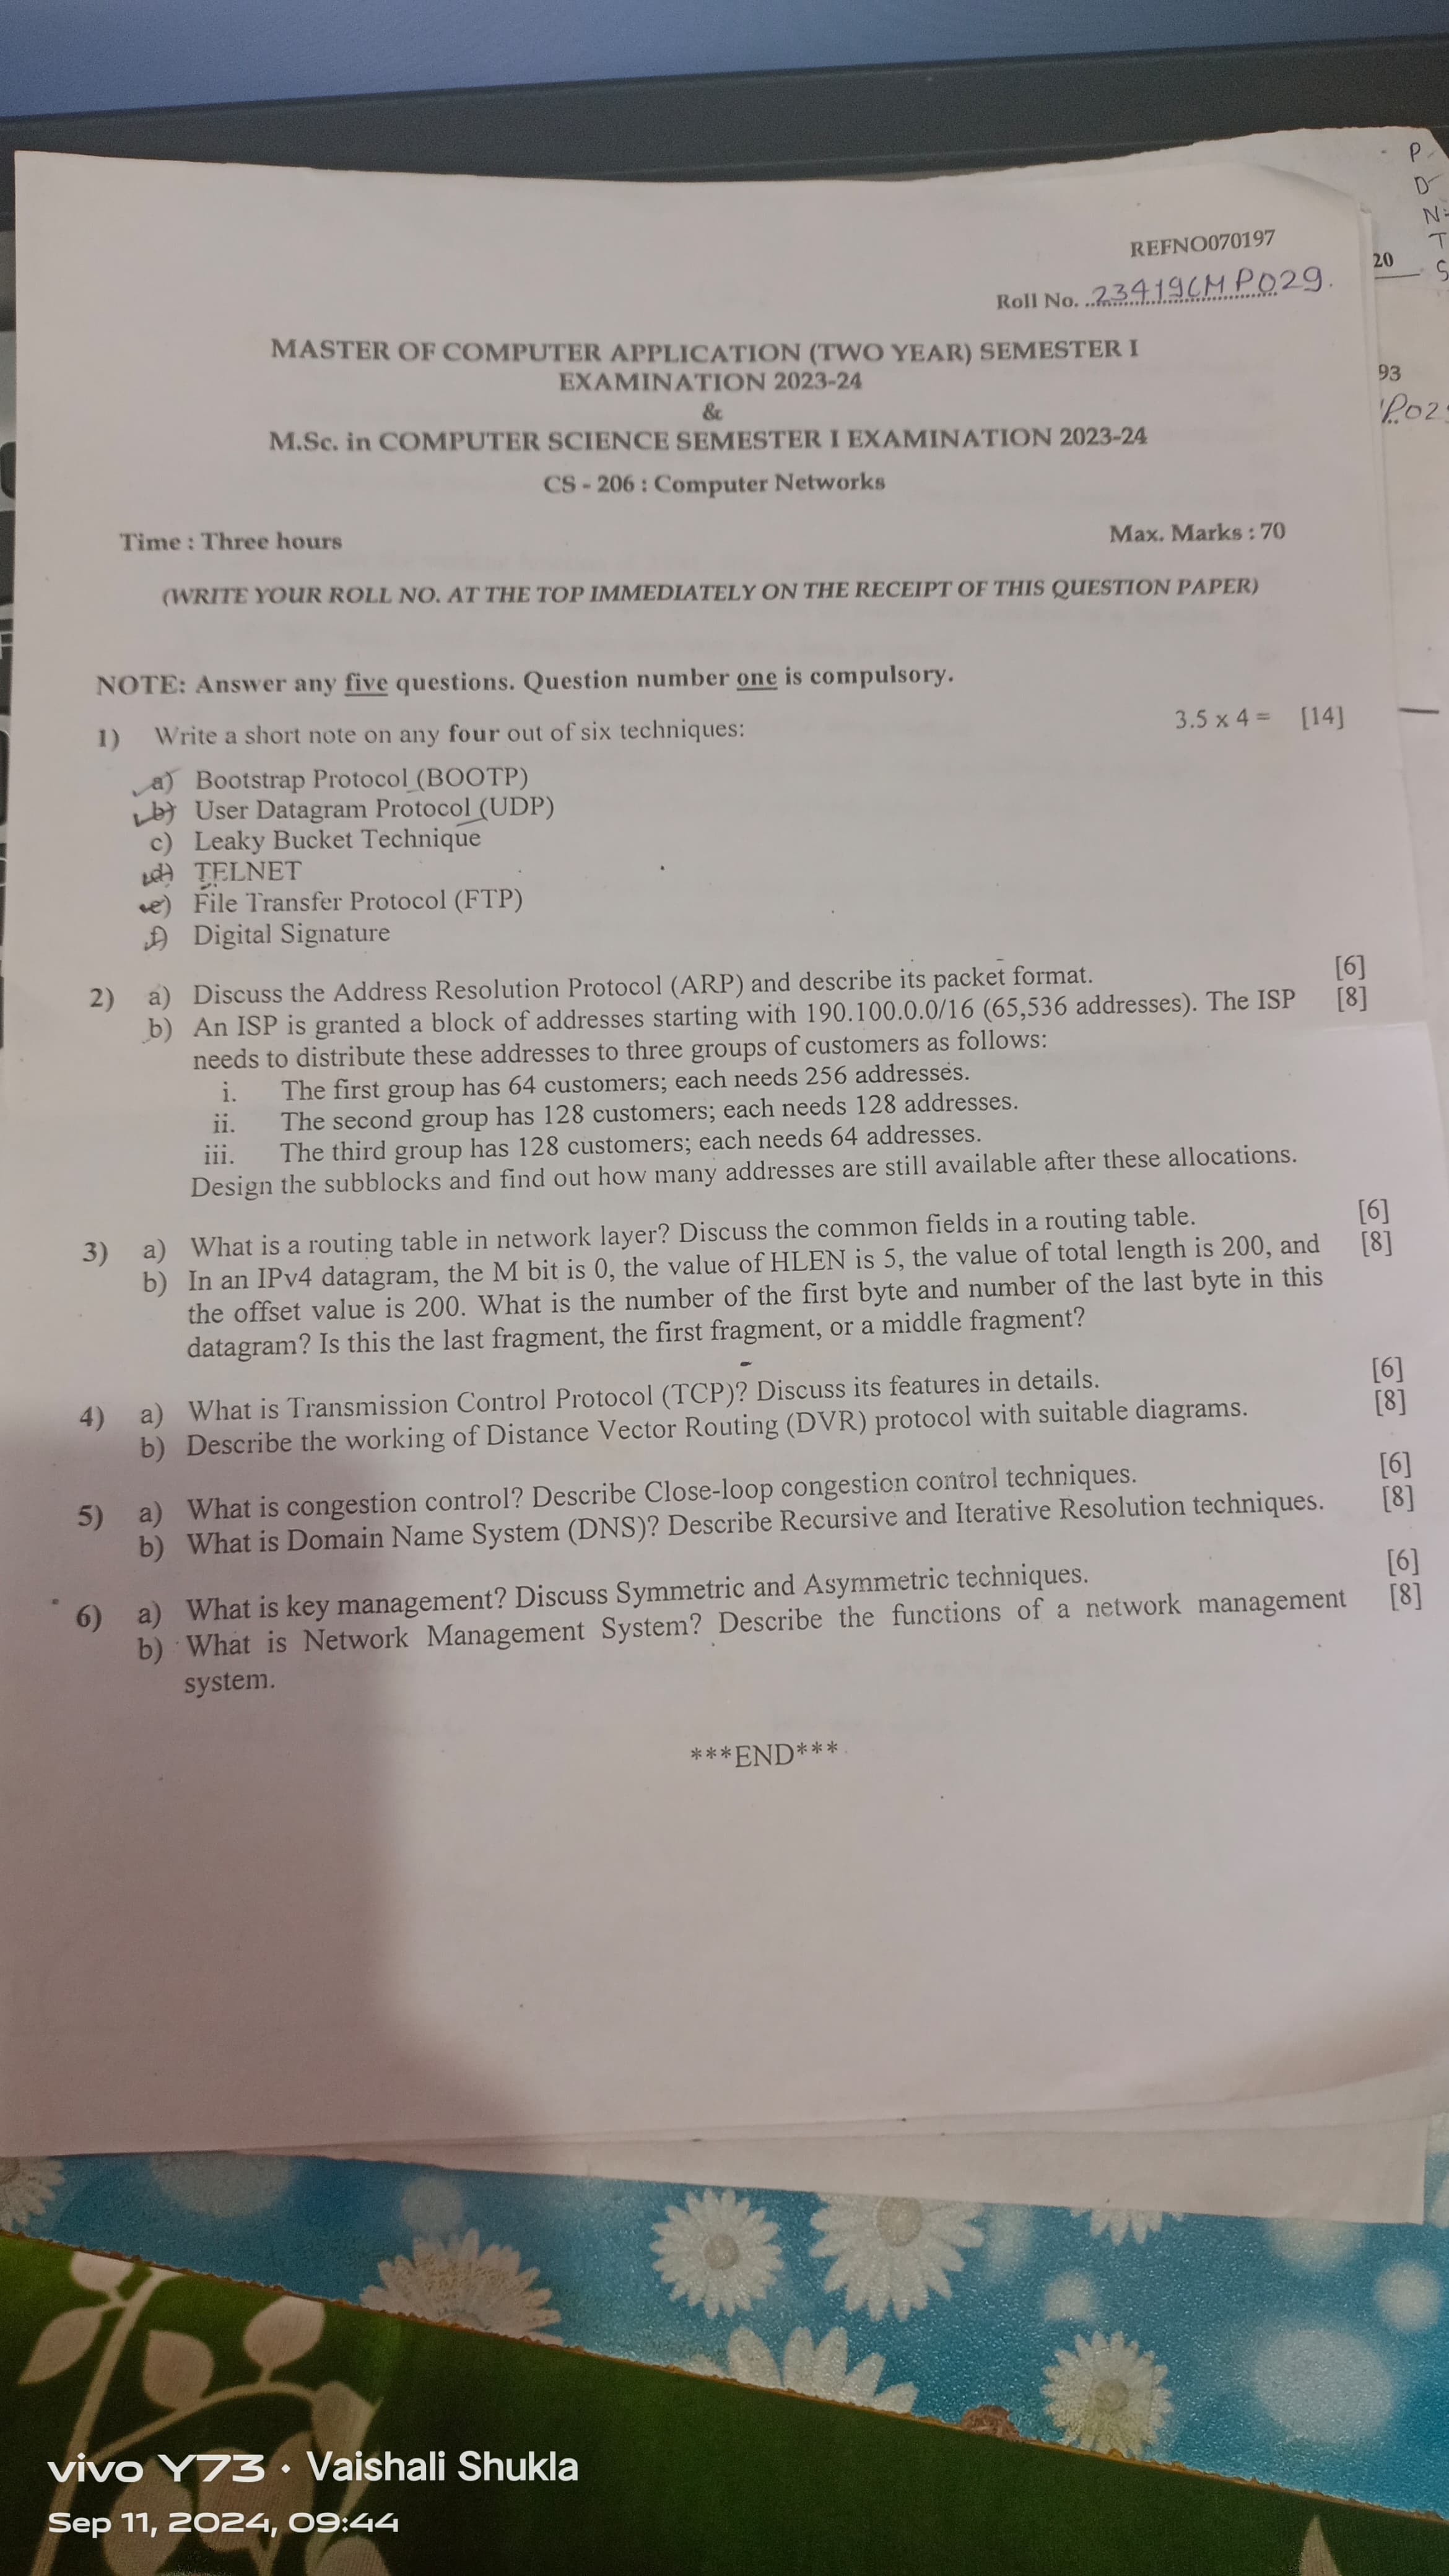 P
D
N
T
S
REFNO070197
20
Roll No. 23419CMP029.
MASTER OF COMPUTER APPLICATION (TWO YEAR) SEMESTER I
EXAMINATION 2023-24
&
M.Sc. in COMPUTER SCIENCE SEMESTER I EXAMINATION 2023-24
93
P.02
CS - 206 : Computer Networks
Time : Three hours Max. Marks : 70
(WRITE YOUR ROLL NO. AT THE TOP IMMEDIATELY ON THE RECEIPT OF THIS QUESTION PAPER)
NOTE: Answer any five questions. Question number one is compulsory.
1) Write a short note on any four out of six techniques: 3.5 x 4 = [14]
a) Bootstrap Protocol (BOOTP)
b) User Datagram Protocol (UDP)
c) Leaky Bucket Technique
d) TELNET
e) File Transfer Protocol (FTP)
f) Digital Signature
2) a) Discuss the Address Resolution Protocol (ARP) and describe its packet format. [6]
b) An ISP is granted a block of addresses starting with 190.100.0.0/16 (65,536 addresses). The ISP [8]
needs to distribute these addresses to three groups of customers as follows:
i. The first group has 64 customers; each needs 256 addresses.
ii. The second group has 128 customers; each needs 128 addresses.
iii. The third group has 128 customers; each needs 64 addresses.
Design the subblocks and find out how many addresses are still available after these allocations.
3) a) What is a routing table in network layer? Discuss the common fields in a routing table. [6]
b) In an IPv4 datagram, the M bit is 0, the value of HLEN is 5, the value of total length is 200, and [8]
the offset value is 200. What is the number of the first byte and number of the last byte in this
datagram? Is this the last fragment, the first fragment, or a middle fragment?
4) a) What is Transmission Control Protocol (TCP)? Discuss its features in details. [6]
b) Describe the working of Distance Vector Routing (DVR) protocol with suitable diagrams. [8]
5) a) What is congestion control? Describe Close-loop congestion control techniques. [6]
b) What is Domain Name System (DNS)? Describe Recursive and Iterative Resolution techniques. [8]
6) a) What is key management? Discuss Symmetric and Asymmetric techniques. [6]
b) What is Network Management System? Describe the functions of a network management [8]
system.
***END***
vivo Y73 · Vaishali Shukla
Sep 11, 2024, 09:44